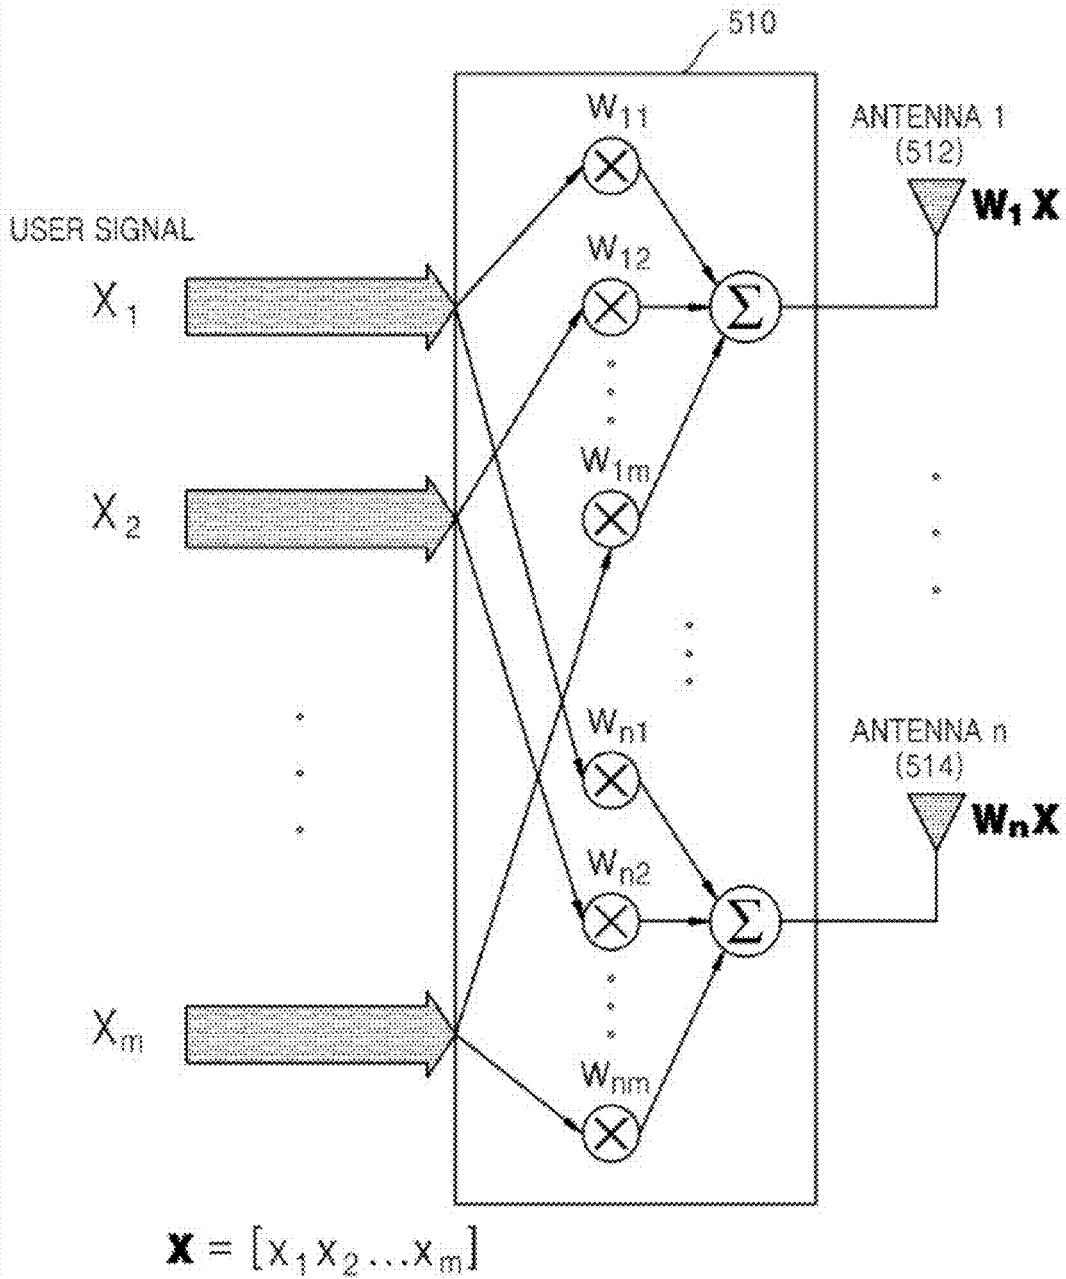 510
W11
ANTENNA 1
(512)
W1 X
USER SIGNAL
X1
W12
Σ
W1m
X2
Wn1
ANTENNA n
(514)
WnX
Wn2
Σ
Xm
Wnm
X = [X1 X2 ...Xm]